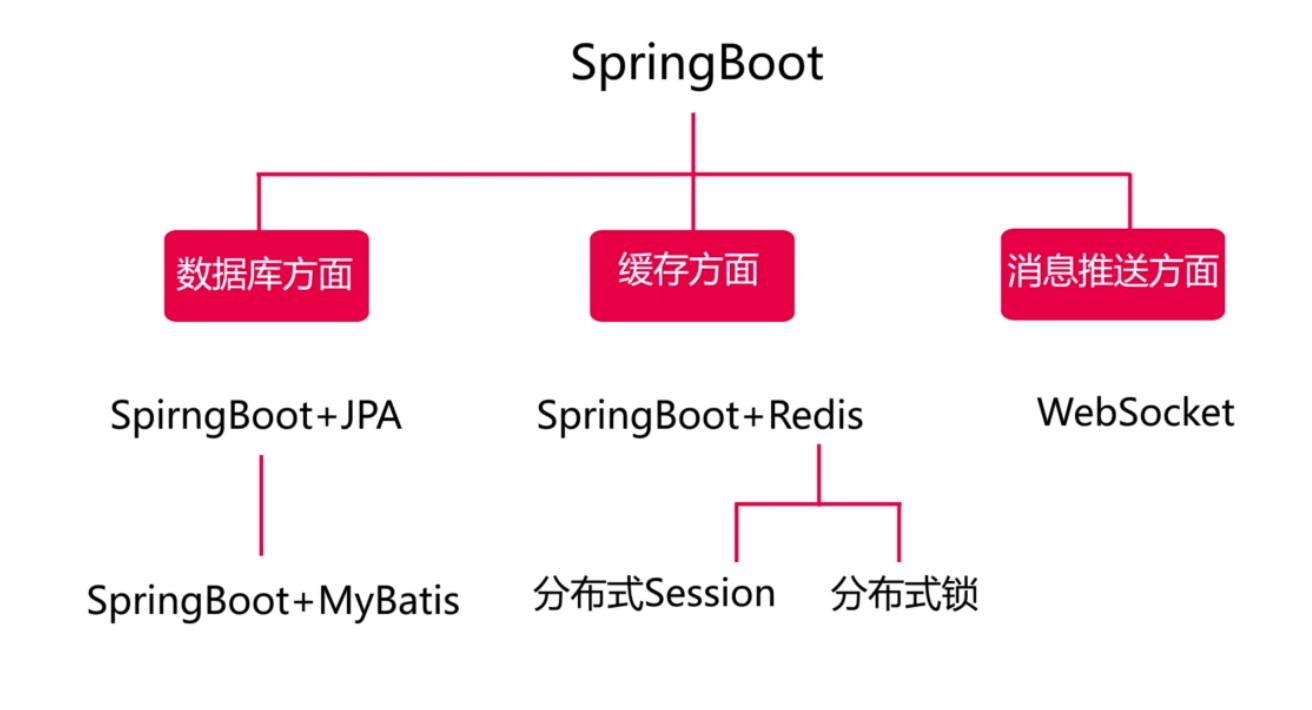 SpringBoot
数据库方面
缓存方面
消息推送方面
SpirngBoot+JPA
SpringBoot+Redis
WebSocket
SpringBoot+MyBatis
分布式Session
分布式锁